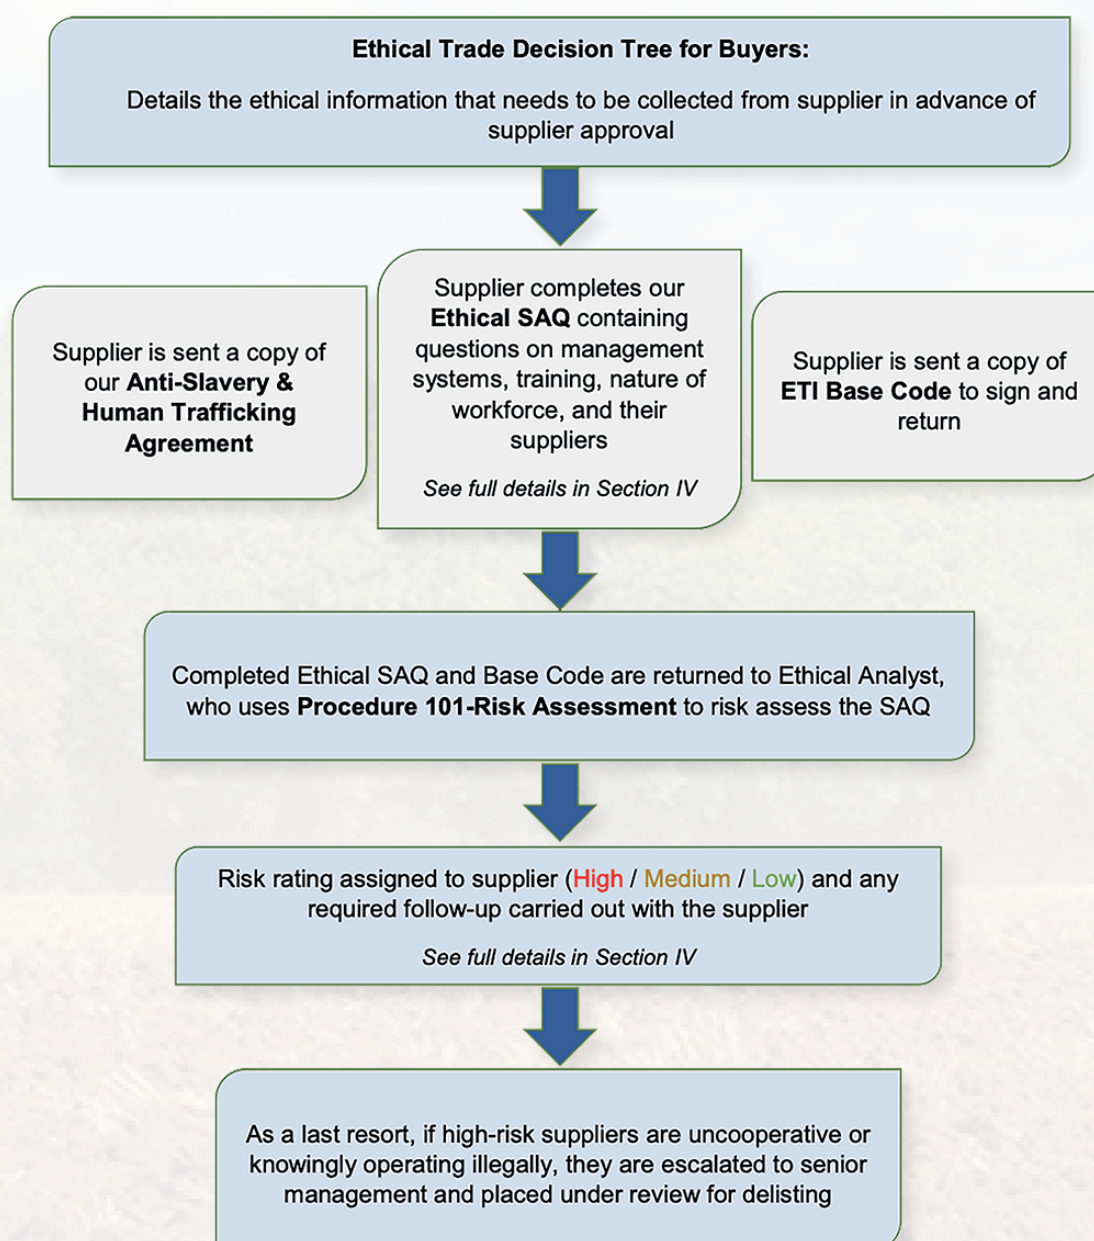 Ethical Trade Decision Tree for Buyers:
Details the ethical information that needs to be collected from supplier in advance of
supplier approval
Supplier is sent a copy of
our Anti-Slavery &
Human Trafficking
Agreement
Supplier completes our
Ethical SAQ containing
questions on management
systems, training, nature of
workforce, and their
suppliers
See full details in Section IV
Supplier is sent a copy of
ETI Base Code to sign and
return
Completed Ethical SAQ and Base Code are returned to Ethical Analyst,
who uses Procedure 101-Risk Assessment to risk assess the SAQ
Risk rating assigned to supplier (High / Medium / Low) and any
required follow-up carried out with the supplier
See full details in Section IV
As a last resort, if high-risk suppliers are uncooperative or
knowingly operating illegally, they are escalated to senior
management and placed under review for delisting